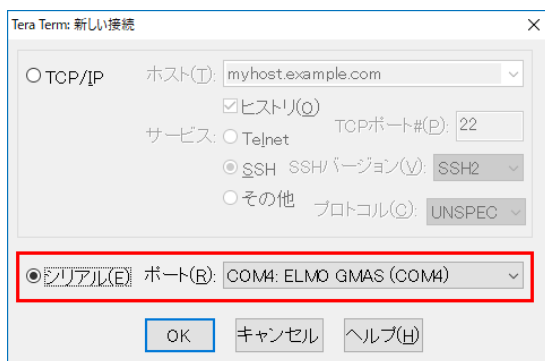 Tera Term: 新しい接続
TCP/IP ホスト(T): myhost.example.com
ヒストリ(O)
サービス: Telnet TCPポート#(P): 22
SSH SSHバージョン(V): SSH2
その他 プロトコル(C): UNSPEC
シリアル(E) ポート(R): COM4: ELMO GMAS (COM4)
OK キャンセル ヘルプ(H)